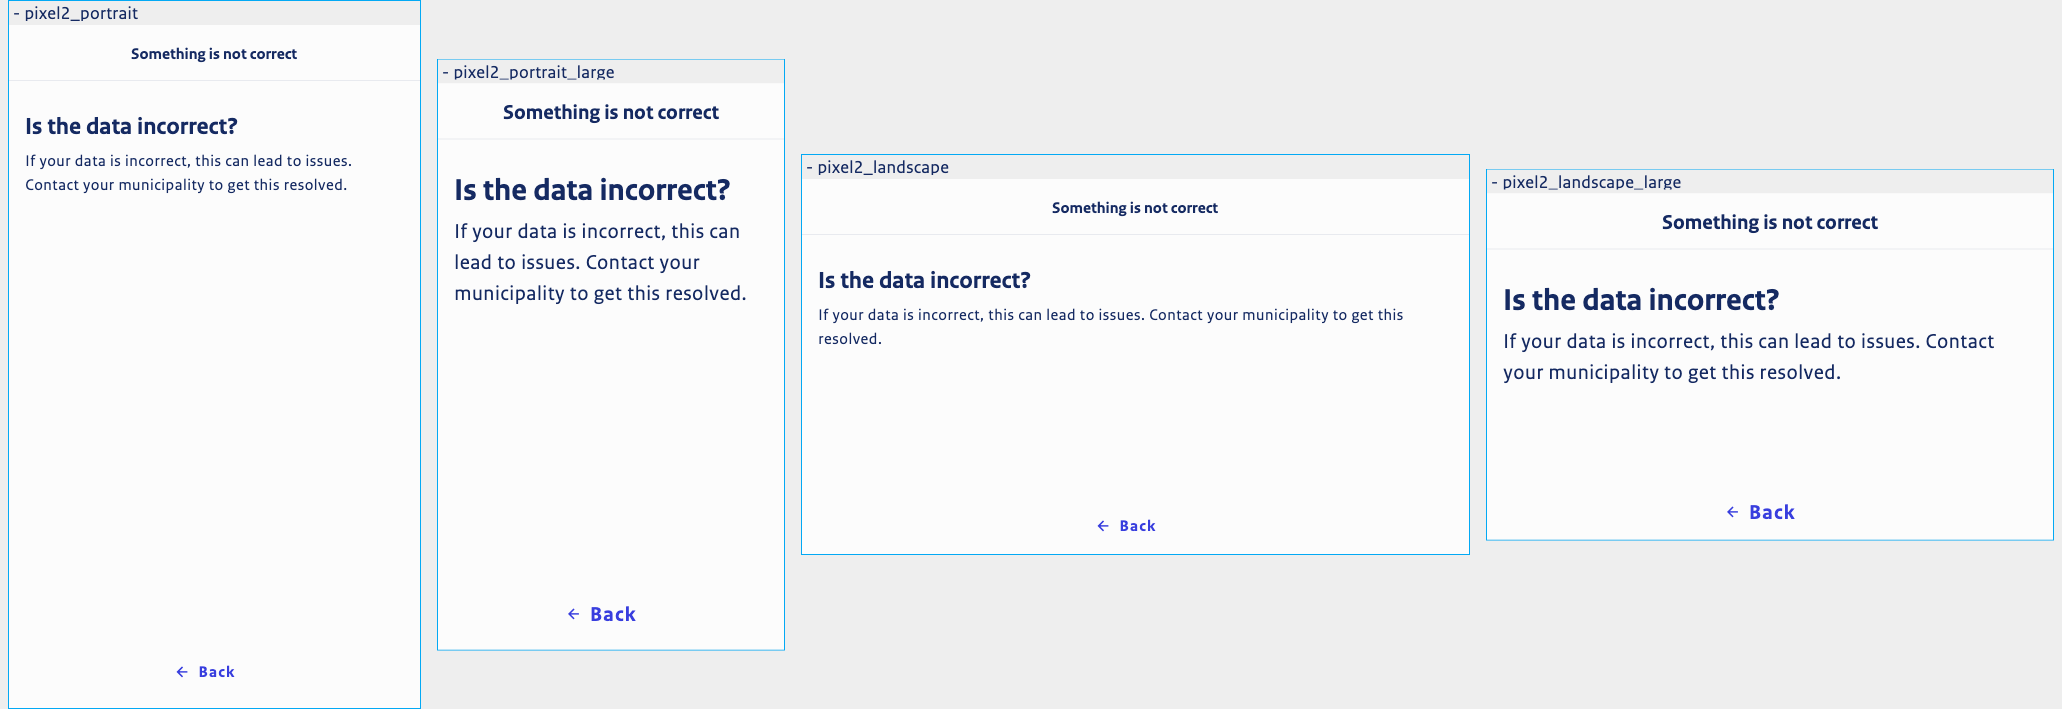 - pixel2_portrait
Something is not correct
Is the data incorrect?
If your data is incorrect, this can lead to issues.
Contact your municipality to get this resolved.
← Back
- pixel2_portrait_large
Something is not correct
Is the data incorrect?
If your data is incorrect, this can
lead to issues. Contact your
municipality to get this resolved.
← Back
- pixel2_landscape
Something is not correct
Is the data incorrect?
If your data is incorrect, this can lead to issues. Contact your municipality to get this
resolved.
← Back
- pixel2_landscape_large
Something is not correct
Is the data incorrect?
If your data is incorrect, this can lead to issues. Contact
your municipality to get this resolved.
← Back